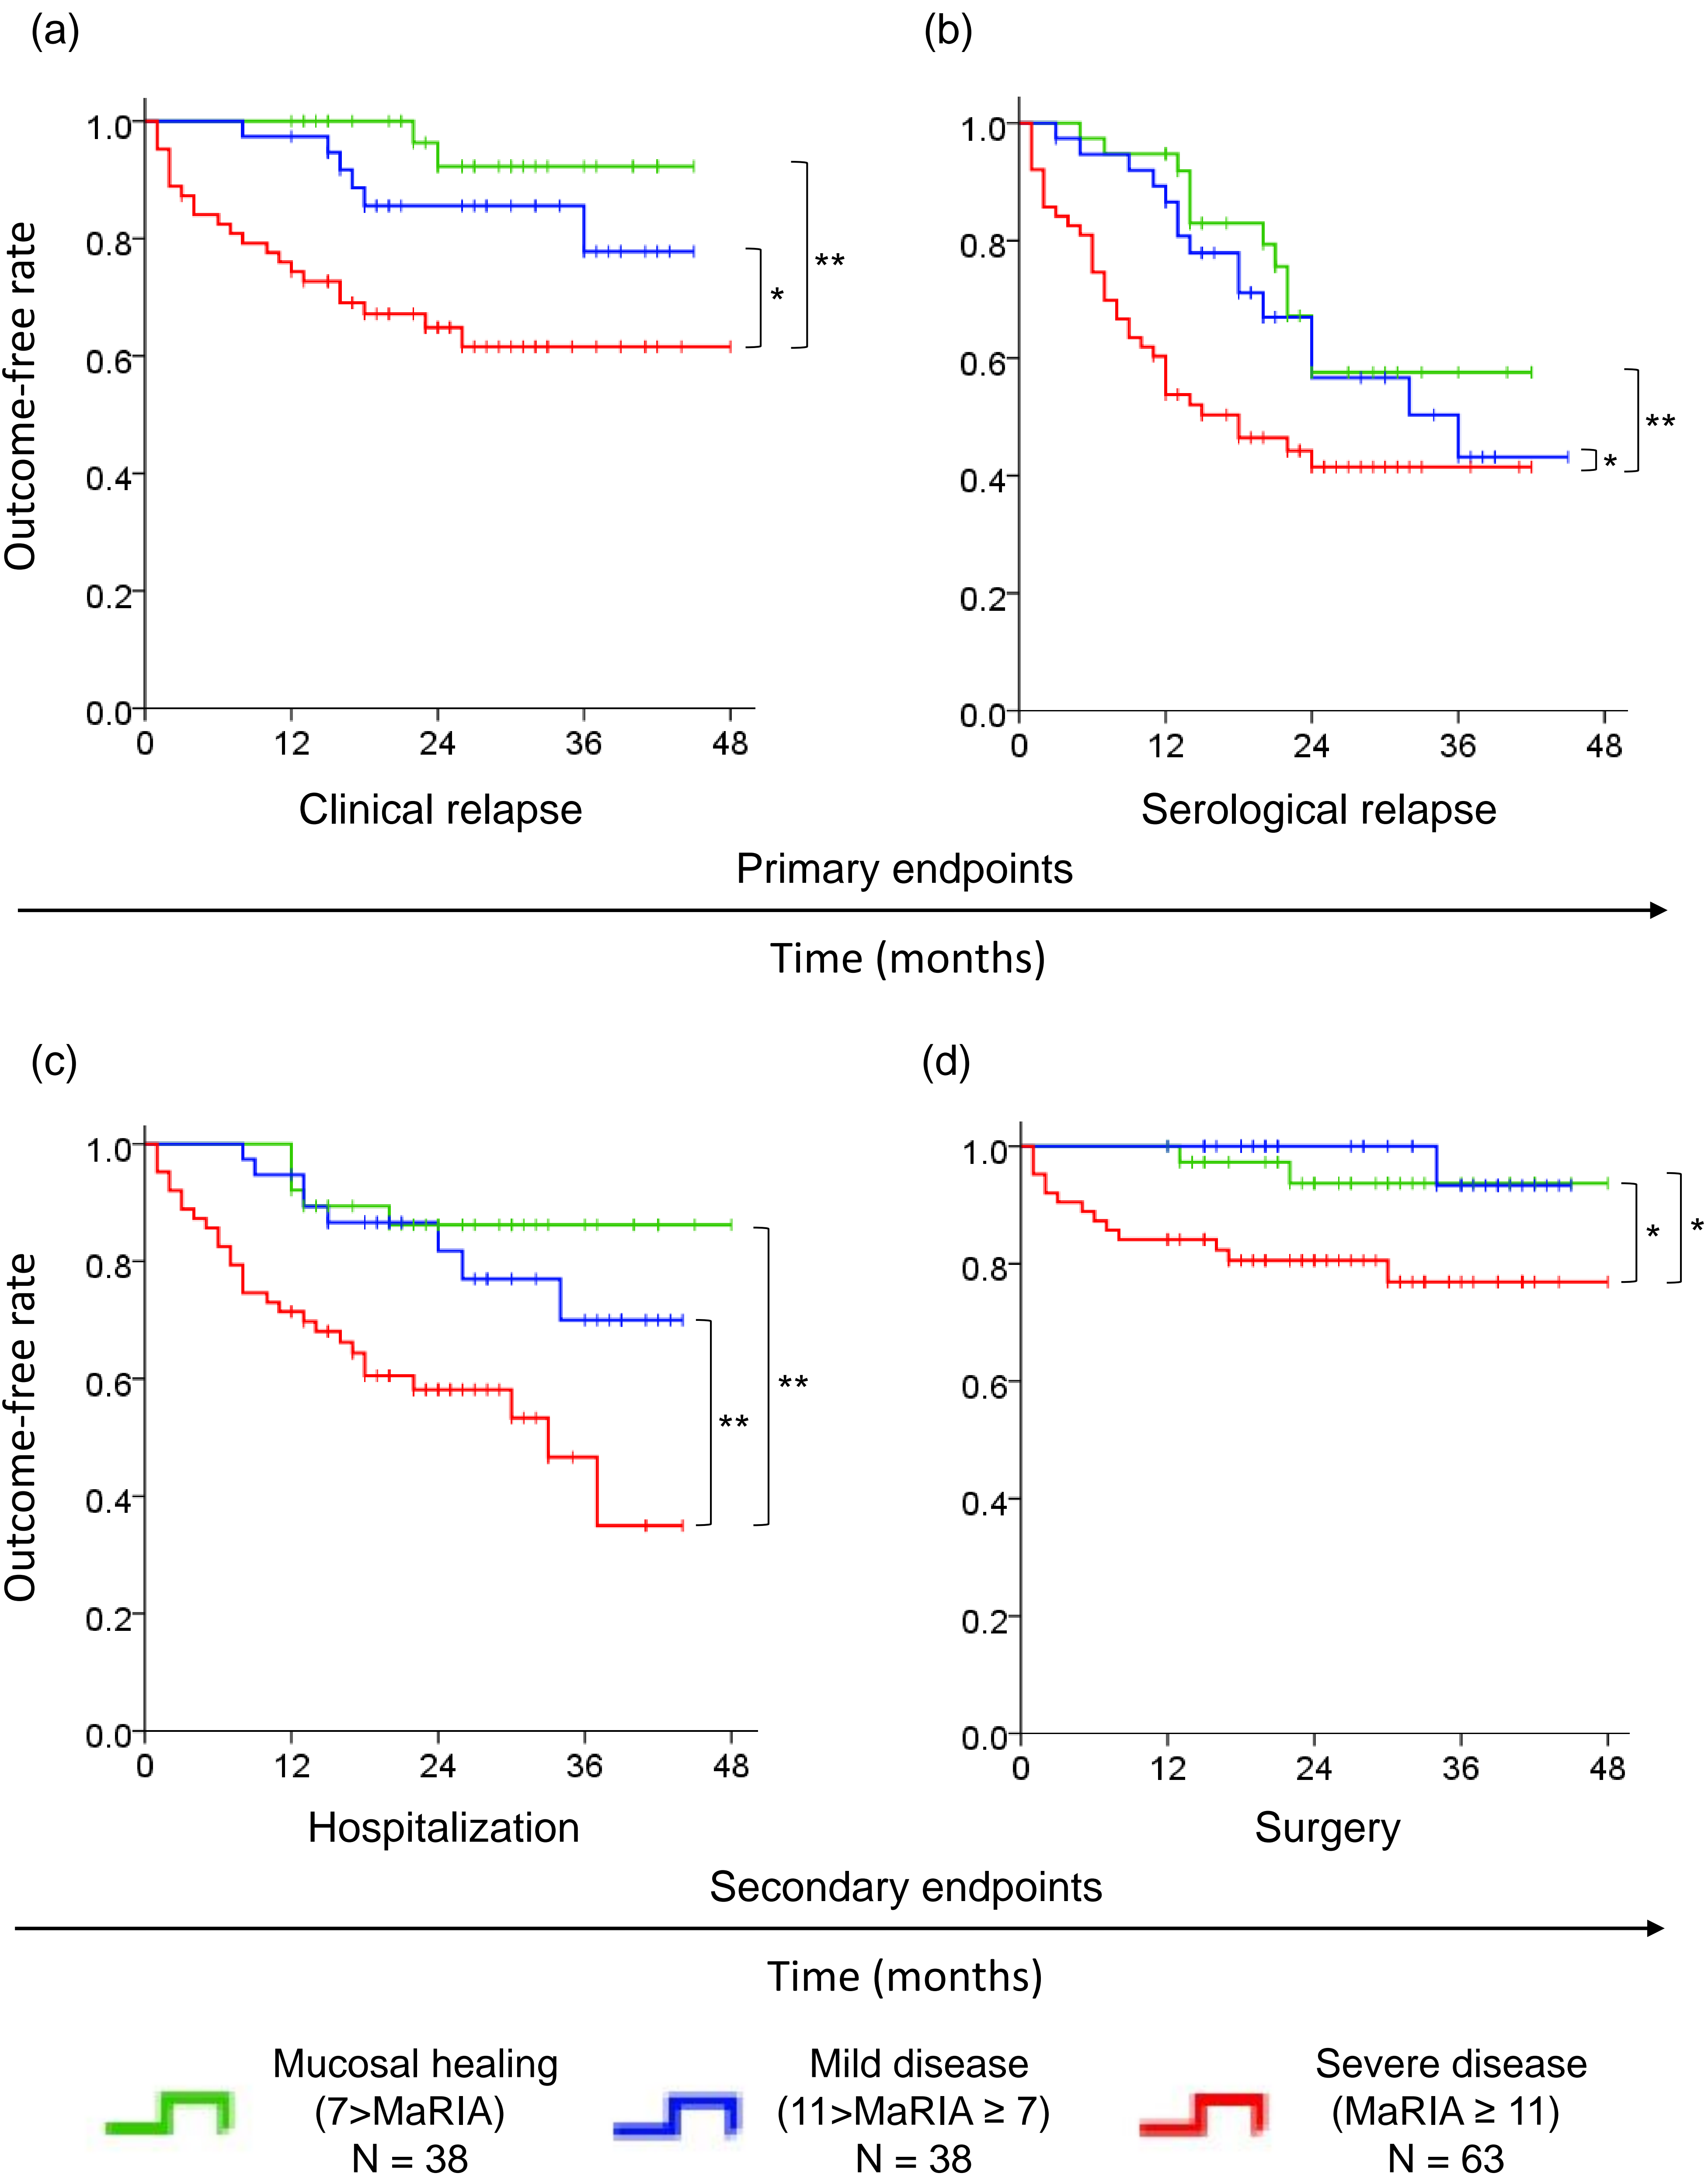 (a)
(b)
Outcome-free rate
1.0
0.8
0.6
0.4
0.2
0.0
0 12 24 36 48
Clinical relapse
**
*
1.0
0.8
0.6
0.4
0.2
0.0
0 12 24 36 48
Serological relapse
**
*
Primary endpoints
Time (months)
(c)
(d)
Outcome-free rate
1.0
0.8
0.6
0.4
0.2
0.0
0 12 24 36 48
Hospitalization
**
**
1.0
0.8
0.6
0.4
0.2
0.0
0 12 24 36 48
Surgery
*
*
Secondary endpoints
Time (months)
Mucosal healing
(7>MaRIA)
N = 38
Mild disease
(11>MaRIA ≥ 7)
N = 38
Severe disease
(MaRIA ≥ 11)
N = 63